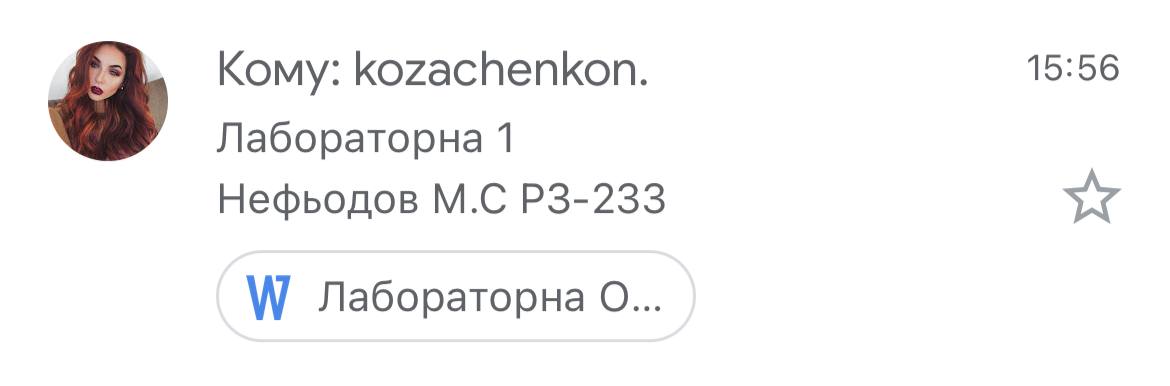 Кому: kozachenkon.
15:56
Лабораторна 1
Нефьодов М.С РЗ-233
W Лабораторна О...